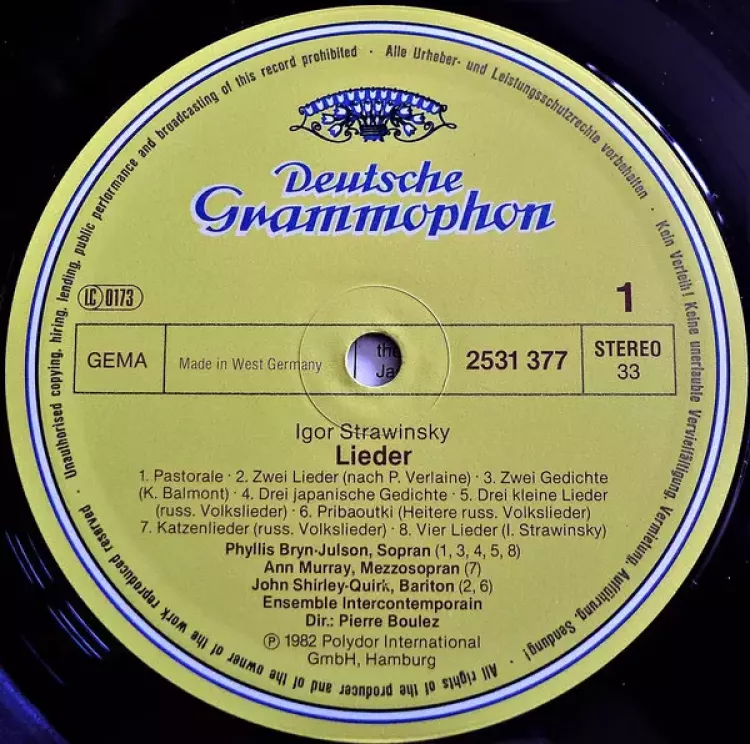 Unauthorised copying, hiring, lending, public performance and broadcasting of this record prohibited · Alle Urheber- und Leistungsschutzrechte vorbehalten · Kein Verleih! Keine unerlaubte Vervielfältigung, Vermietung, Aufführung, Sendung!
Deutsche
Grammophon
LC 0173
1
GEMA
Made in West Germany
the
Ja
2531 377
STEREO
33
Igor Strawinsky
Lieder
1. Pastorale · 2. Zwei Lieder (nach P. Verlaine) · 3. Zwei Gedichte
(K. Balmont) · 4. Drei japanische Gedichte · 5. Drei kleine Lieder
(russ. Volkslieder) · 6. Pribaoutki (Heitere russ. Volkslieder)
7. Katzenlieder (russ. Volkslieder) · 8. Vier Lieder (I. Strawinsky)
Phyllis Bryn-Julson, Sopran (1, 3, 4, 5, 8)
Ann Murray, Mezzosopran (7)
John Shirley-Quirk, Bariton (2, 6)
Ensemble Intercontemporain
Dir.: Pierre Boulez
℗ 1982 Polydor International
GmbH, Hamburg
All rights of the producer and of the owner of the work reproduced reserved ·